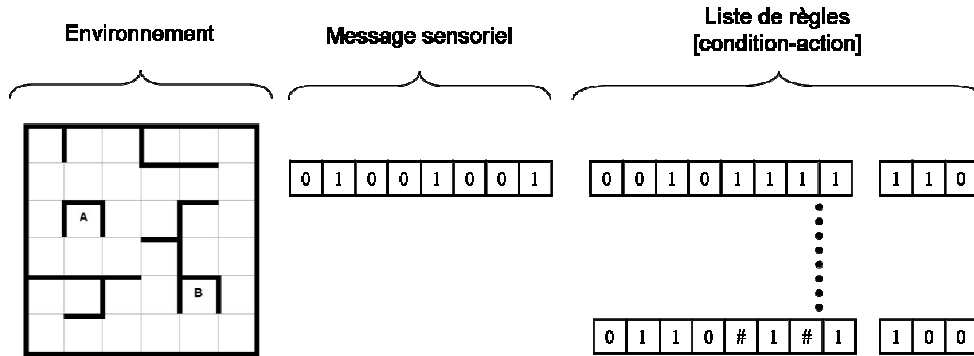 Environnement
Message sensoriel
Liste de règles
[condition-action]
A
B
0 1 0 0 1 0 0 1
0 0 1 0 1 1 1 1
1 1 0
0 1 1 0 # 1 # 1
1 0 0